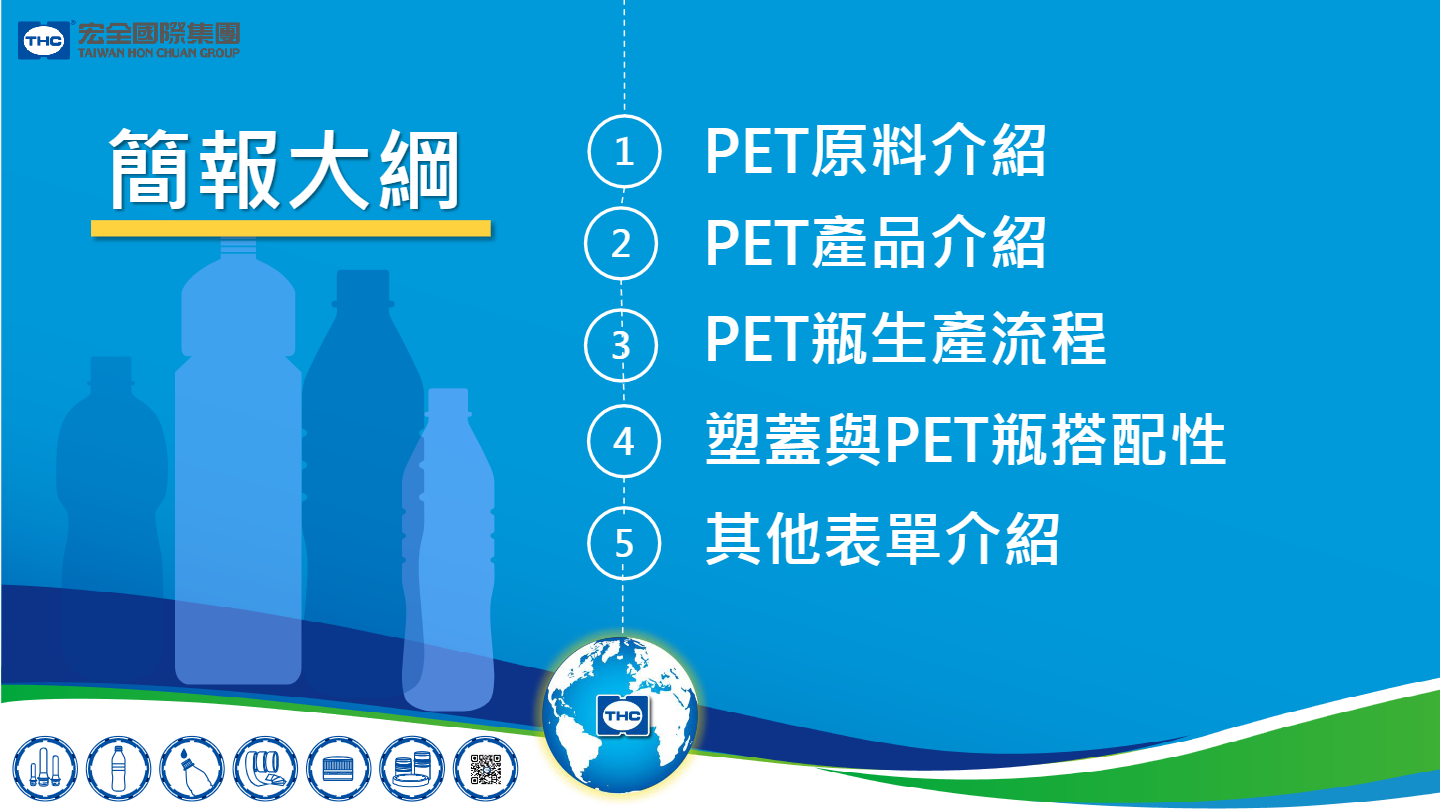 THC®
宏全國際集團
TAIWAN HON CHUAN GROUP
簡報大綱
1 PET原料介紹
2 PET產品介紹
3 PET瓶生產流程
4 塑蓋與PET瓶搭配性
5 其他表單介紹
THC